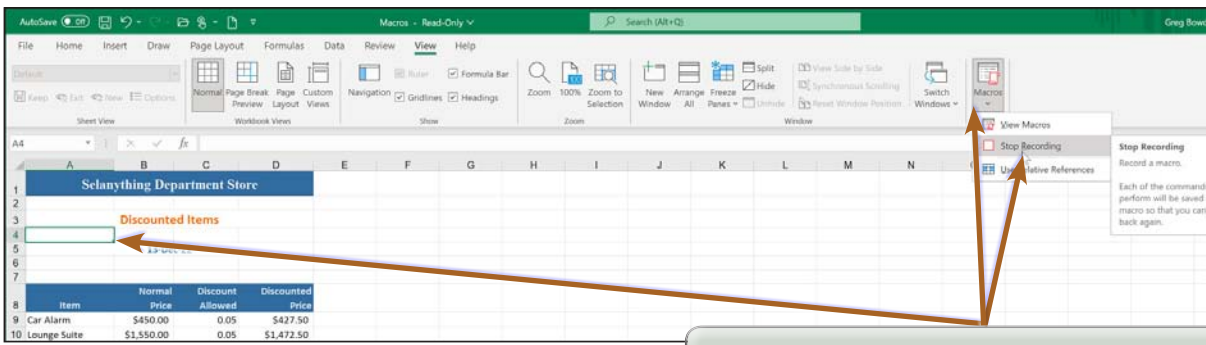 AutoSave Off Macros - Read-Only Search (Alt+Q) Greg Bowd
File Home Insert Draw Page Layout Formulas Data Review View Help
Default
Keep Exit New Options
Normal Page Break Preview Page Layout Custom Views
Navigation Ruler Formula Bar Gridlines Headings
Zoom 100% Zoom to Selection
New Window Arrange All Freeze Panes Split Hide Unhide
View Side by Side Synchronous Scrolling Reset Window Position
Switch Windows Macros
Sheet View Workbook Views Show Zoom Window
View Macros
Stop Recording
Relative References
Stop Recording
Record a macro.
Each of the command
perform will be saved
macro so that you can
back again.
A4 fx
A B C D E F G H I J K L M N
1 Selanything Department Store
2
3 Discounted Items
4
5
6
7
Normal Discount Discounted
8 Item Price Allowed Price
9 Car Alarm $450.00 0.05 $427.50
10 Lounge Suite $1,550.00 0.05 $1,472.50